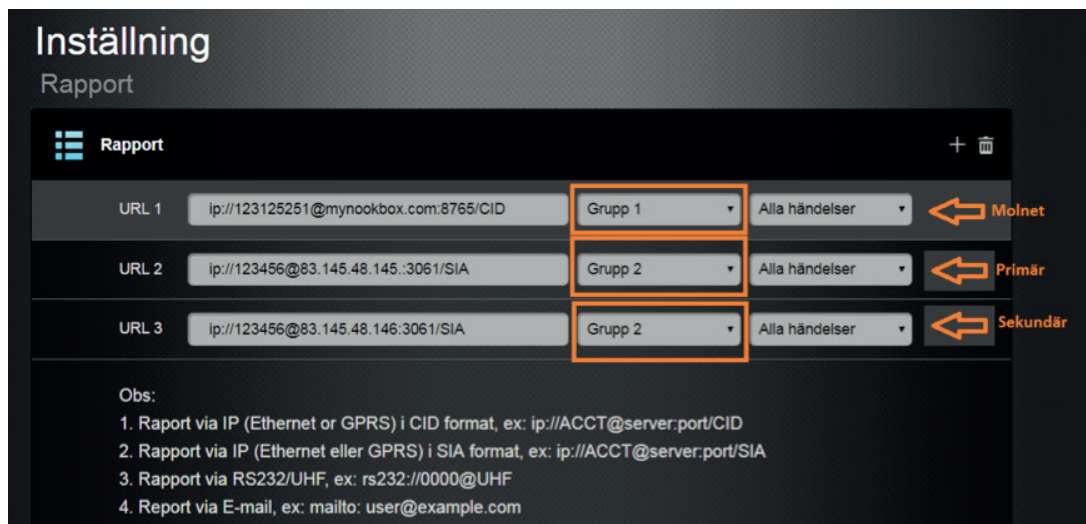 Inställning
Rapport
Rapport
URL 1 ip://123125251@mynookbox.com:8765/CID Grupp 1 Alla händelser Molnet
URL 2 ip://123456@83.145.48.145.:3061/SIA Grupp 2 Alla händelser Primär
URL 3 ip://123456@83.145.48.146:3061/SIA Grupp 2 Alla händelser Sekundär
Obs:
1. Raport via IP (Ethernet or GPRS) i CID format, ex: ip://ACCT@server:port/CID
2. Rapport via IP (Ethernet eller GPRS) i SIA format, ex: ip://ACCT@server:port/SIA
3. Rapport via RS232/UHF, ex: rs232://0000@UHF
4. Report via E-mail, ex: mailto: user@example.com